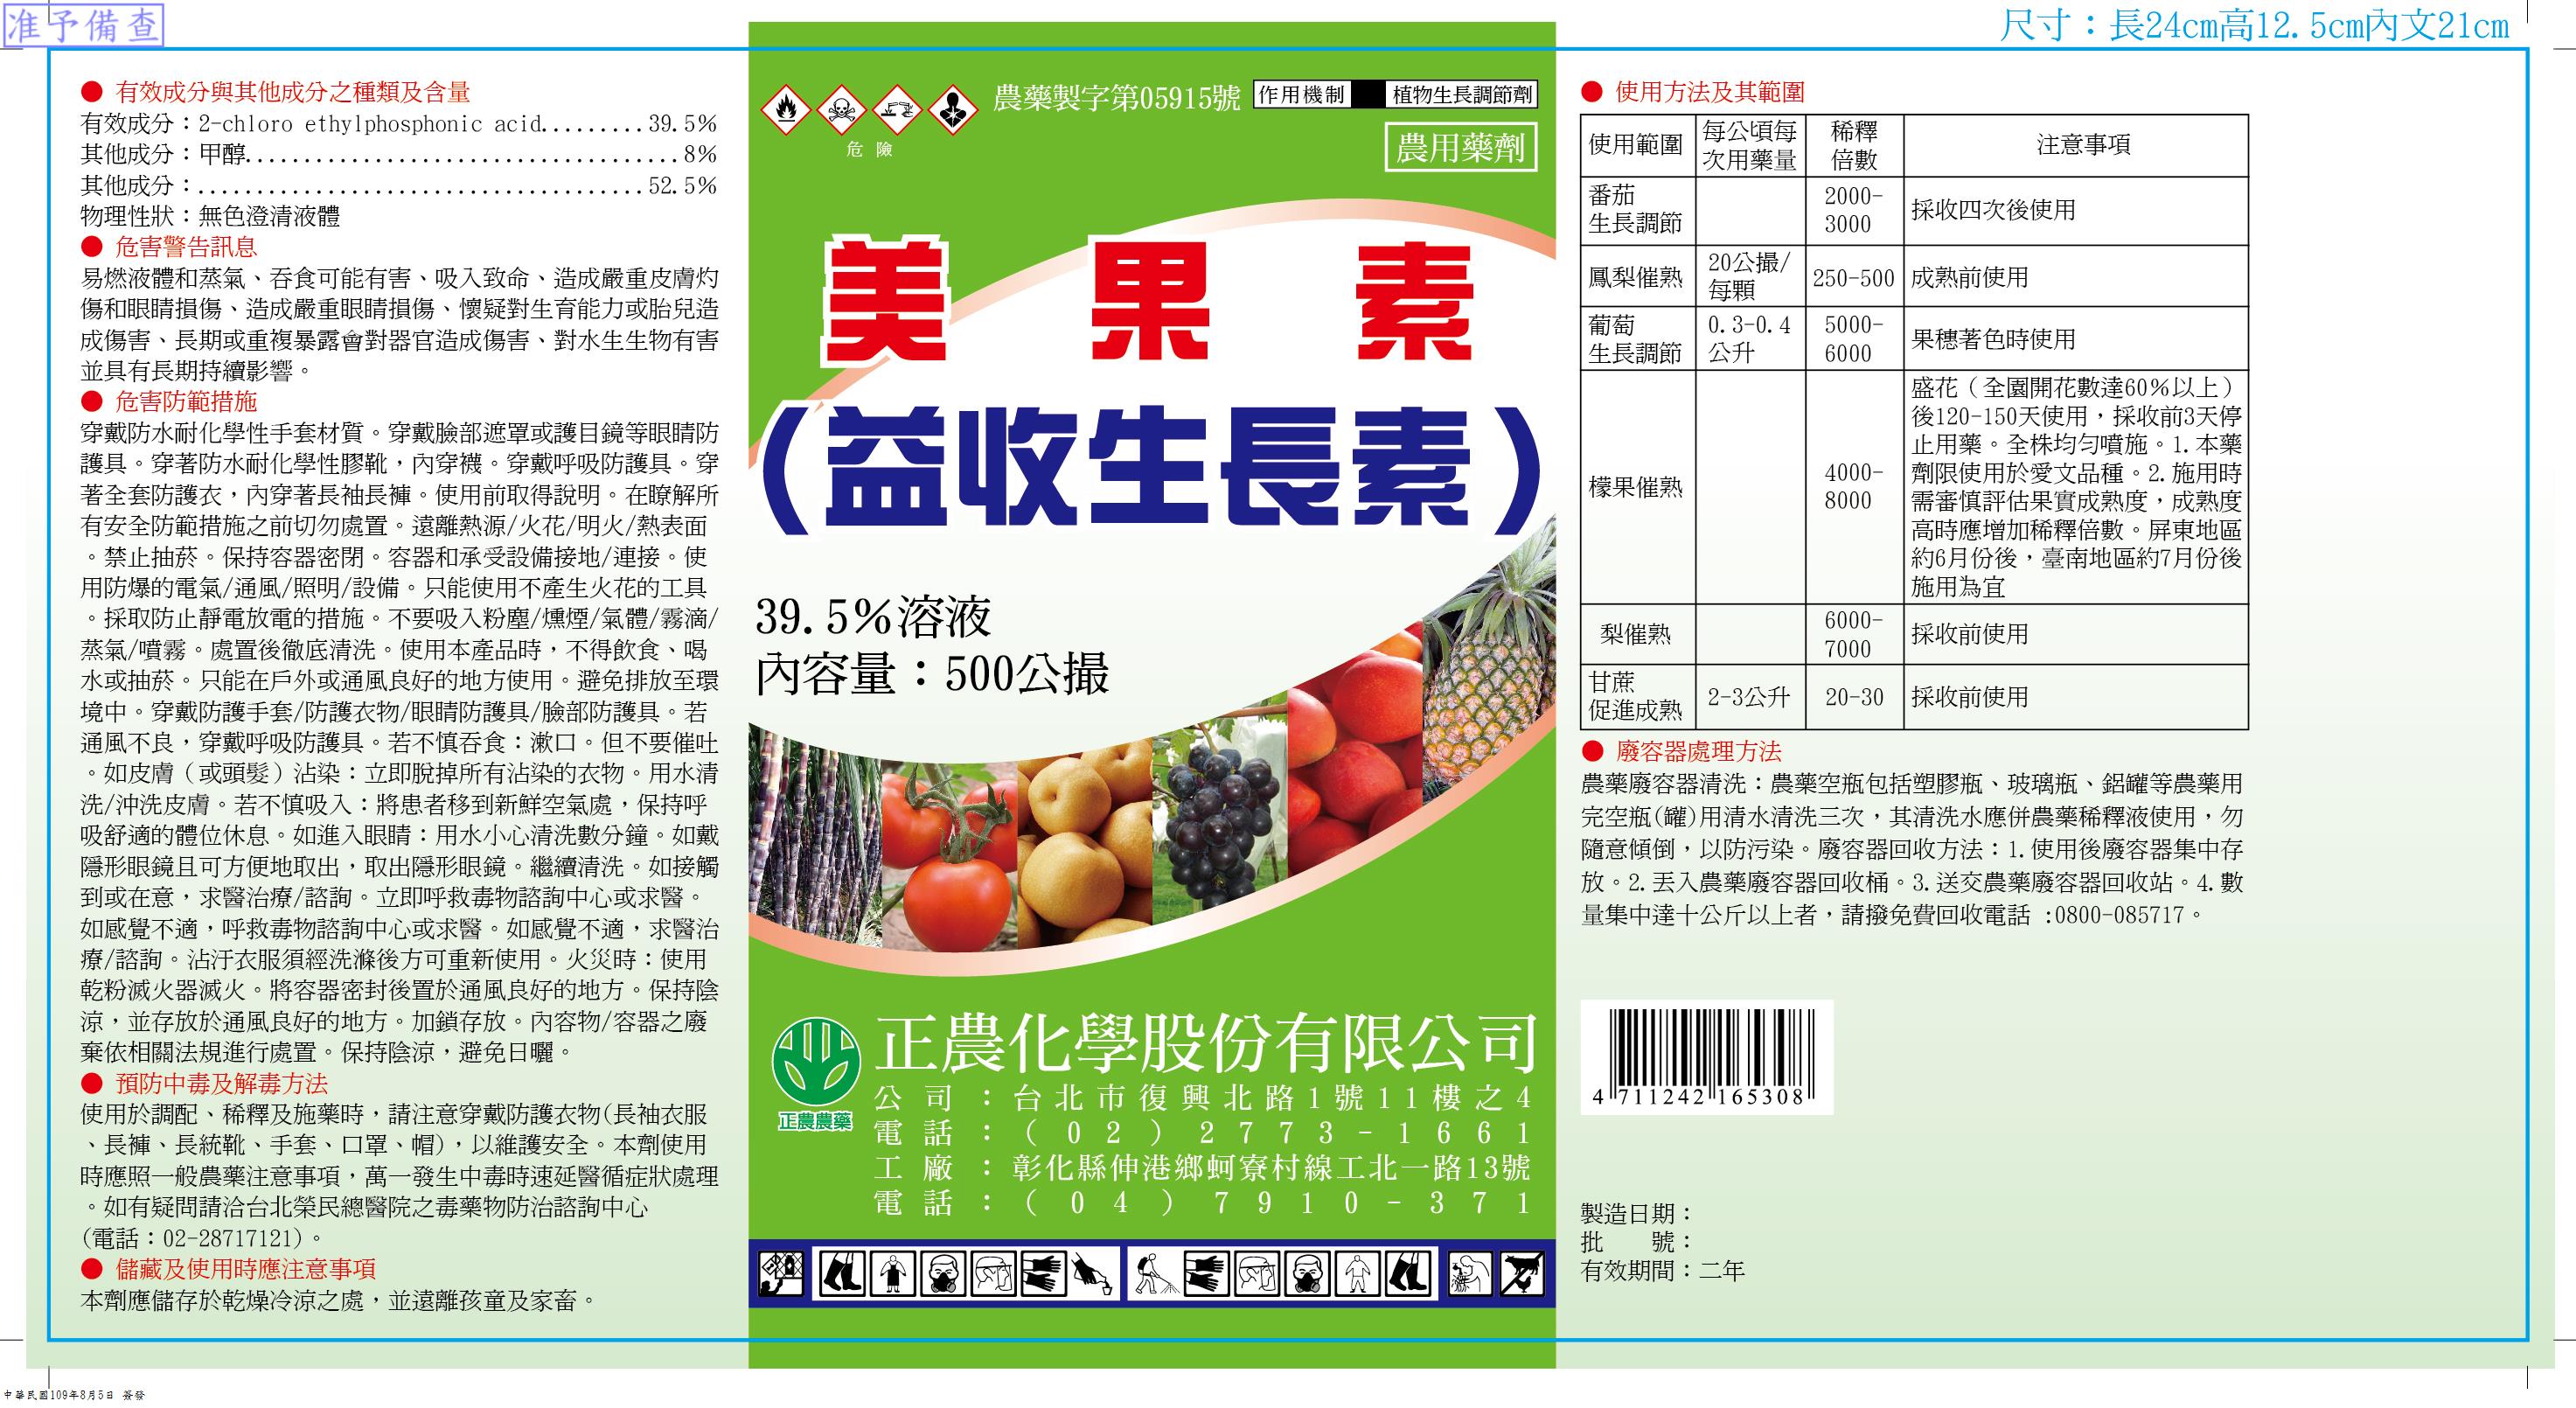 准予備查
尺寸：長24cm高12.5cm內文21cm
● 有效成分與其他成分之種類及含量
有效成分：2-chloro ethylphosphonic acid.........39.5%
其他成分：甲醇.......................................8%
其他成分：......................................52.5%
物理性狀：無色澄清液體
● 危害警告訊息
易燃液體和蒸氣、吞食可能有害、吸入致命、造成嚴重皮膚灼
傷和眼睛損傷、造成嚴重眼睛損傷、懷疑對生育能力或胎兒造
成傷害、長期或重複暴露會對器官造成傷害、對水生生物有害
並具有長期持續影響。
● 危害防範措施
穿戴防水耐化學性手套材質。穿戴臉部遮罩或護目鏡等眼睛防
護具。穿著防水耐化學性膠靴，內穿襪。穿戴呼吸防護具。穿
著全套防護衣，內穿著長袖長褲。使用前取得說明。在瞭解所
有安全防範措施之前切勿處置。遠離熱源/火花/明火/熱表面
。禁止抽菸。保持容器密閉。容器和承受設備接地/連接。使
用防爆的電氣/通風/照明/設備。只能使用不產生火花的工具
。採取防止靜電放電的措施。不要吸入粉塵/燻煙/氣體/霧滴/
蒸氣/噴霧。處置後徹底清洗。使用本產品時，不得飲食、喝
水或抽菸。只能在戶外或通風良好的地方使用。避免排放至環
境中。穿戴防護手套/防護衣物/眼睛防護具/臉部防護具。若
通風不良，穿戴呼吸防護具。若不慎吞食：漱口。但不要催吐
。如皮膚（或頭髮）沾染：立即脫掉所有沾染的衣物。用水清
洗/沖洗皮膚。若不慎吸入：將患者移到新鮮空氣處，保持呼
吸舒適的體位休息。如進入眼睛：用水小心清洗數分鐘。如戴
隱形眼鏡且可方便地取出，取出隱形眼鏡。繼續清洗。如接觸
到或在意，求醫治療/諮詢。立即呼救毒物諮詢中心或求醫。
如感覺不適，呼救毒物諮詢中心或求醫。如感覺不適，求醫治
療/諮詢。沾汙衣服須經洗滌後方可重新使用。火災時：使用
乾粉滅火器滅火。將容器密封後置於通風良好的地方。保持陰
涼，並存放於通風良好的地方。加鎖存放。內容物/容器之廢
棄依相關法規進行處置。保持陰涼，避免日曬。
● 預防中毒及解毒方法
使用於調配、稀釋及施藥時，請注意穿戴防護衣物(長袖衣服
、長褲、長統靴、手套、口罩、帽)，以維護安全。本劑使用
時應照一般農藥注意事項，萬一發生中毒時速延醫循症狀處理
。如有疑問請洽台北榮民總醫院之毒藥物防治諮詢中心
(電話：02-28717121)。
● 儲藏及使用時應注意事項
本劑應儲存於乾燥冷涼之處，並遠離孩童及家畜。
危險
農藥製字第05915號
作用機制 植物生長調節劑
農用藥劑
美果素
(益收生長素)
39.5%溶液
內容量：500公撮
正農農藥
正農化學股份有限公司
公司：台北市復興北路1號11樓之4
電話：(02)2773-1661
工廠：彰化縣伸港鄉蚵寮村線工北一路13號
電話：(04)7910-371
● 使用方法及其範圍
使用範圍 每公頃每次用藥量 稀釋倍數 注意事項
番茄生長調節 2000-3000 採收四次後使用
鳳梨催熟 20公撮/每顆 250-500 成熟前使用
葡萄生長調節 0.3-0.4公升 5000-6000 果穗著色時使用
檬果催熟 4000-8000
盛花（全園開花數達60%以上）
後120-150天使用，採收前3天停
止用藥。全株均勻噴施。1.本藥
劑限使用於愛文品種。2.施用時
需審慎評估果實成熟度，成熟度
高時應增加稀釋倍數。屏東地區
約6月份後，臺南地區約7月份後
施用為宜
梨催熟 6000-7000 採收前使用
甘蔗促進成熟 2-3公升 20-30 採收前使用
● 廢容器處理方法
農藥廢容器清洗：農藥空瓶包括塑膠瓶、玻璃瓶、鋁罐等農藥用
完空瓶(罐)用清水清洗三次，其清洗水應併農藥稀釋液使用，勿
隨意傾倒，以防污染。廢容器回收方法：1.使用後廢容器集中存
放。2.丟入農藥廢容器回收桶。3.送交農藥廢容器回收站。4.數
量集中達十公斤以上者，請撥免費回收電話 :0800-085717。
4 711242 165308
製造日期：
批　　號：
有效期間：二年
中華民國109年8月5日 簽發